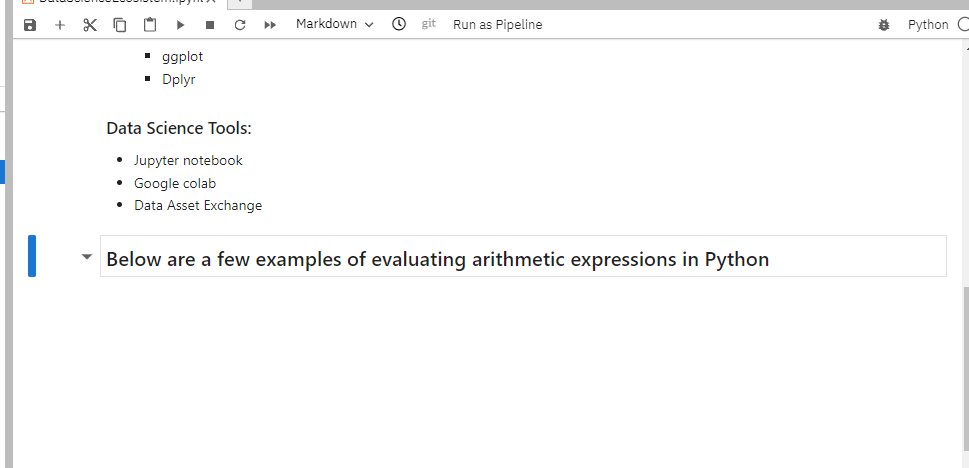 Markdown
git
Run as Pipeline
Python
ggplot
Dplyr
Data Science Tools:
Jupyter notebook
Google colab
Data Asset Exchange
Below are a few examples of evaluating arithmetic expressions in Python